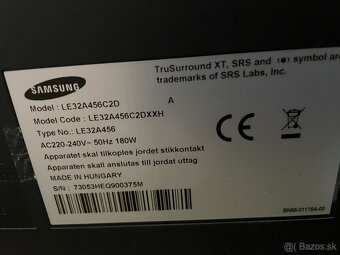 TruSurround XT, SRS and (●) symbol are
trademarks of SRS Labs, Inc.
SAMSUNG
Model : LE32A456C2D
A
Model Code : LE32A456C2DXXH
Type No.: LE32A456
AC220-240V~ 50Hz 180W
Apparatet skal tilkoples jordet stikkontakt
Apparaten skall anslutas till jordat uttag
MADE IN HUNGARY
S/N : 73053HEQ900375M
CE
BN68-01178A-00
Bazos.sk